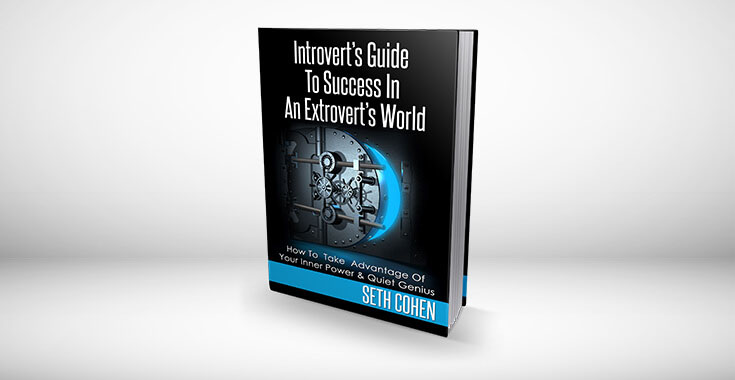 Introvert's Guide
To Success In
An Extrovert's World
How To Take Advantage Of
Your Inner Power & Quiet Genius
SETH COHEN